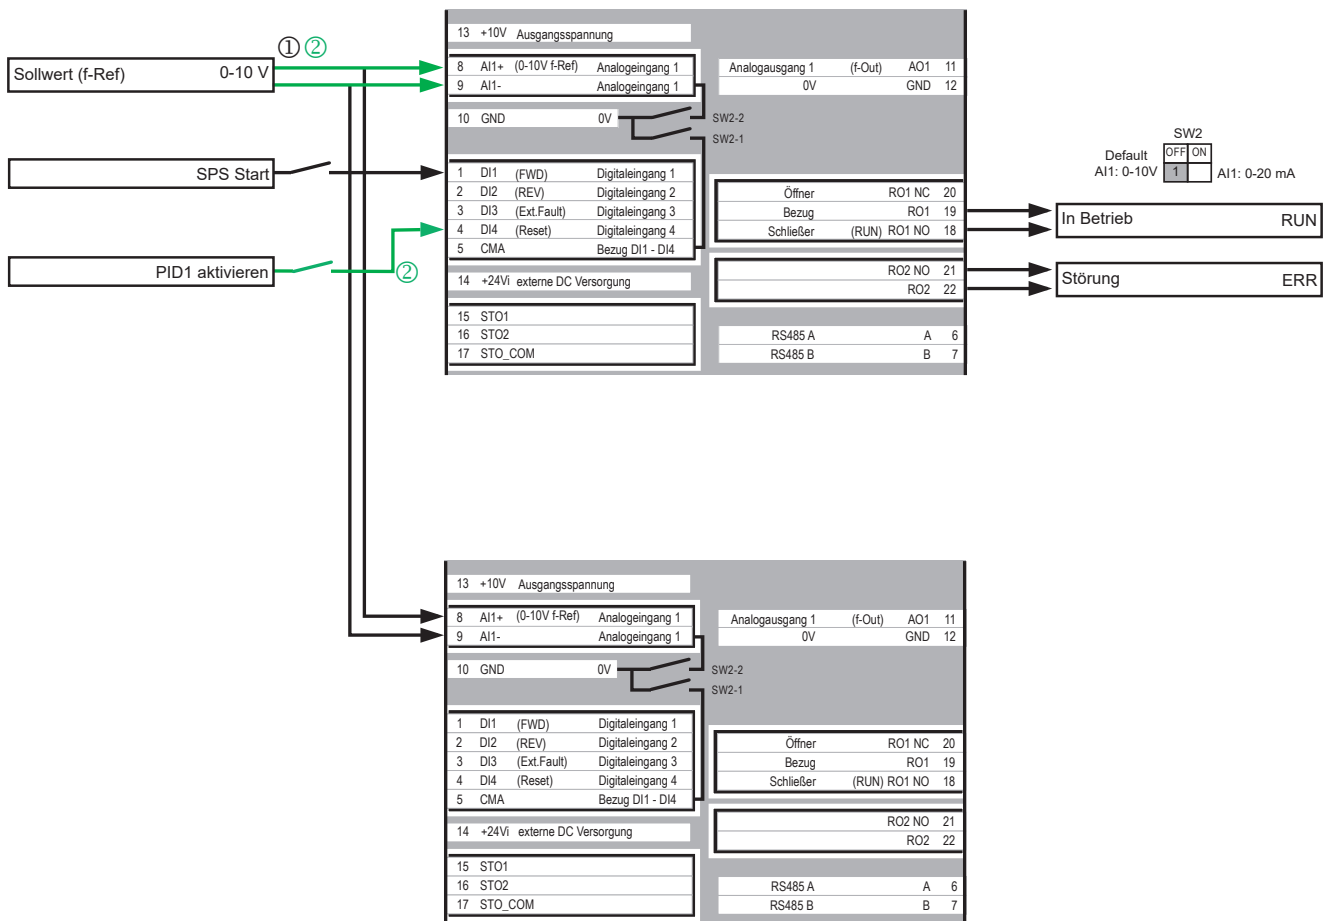 ① ②
Sollwert (f-Ref) 0-10 V
SPS Start
PID1 aktivieren
②
13 +10V Ausgangsspannung
8 AI1+ (0-10V f-Ref) Analogeingang 1
9 AI1- Analogeingang 1
10 GND 0V
SW2-2
SW2-1
1 DI1 (FWD) Digitaleingang 1
2 DI2 (REV) Digitaleingang 2
3 DI3 (Ext.Fault) Digitaleingang 3
4 DI4 (Reset) Digitaleingang 4
5 CMA Bezug DI1 - DI4
14 +24Vi externe DC Versorgung
15 STO1
16 STO2
17 STO_COM
Analogausgang 1 (f-Out) AO1 11
0V GND 12
Öffner RO1 NC 20
Bezug RO1 19
Schließer (RUN) RO1 NO 18
RO2 NO 21
RO2 22
RS485 A A 6
RS485 B B 7
SW2
Default OFF ON
AI1: 0-10V 1 AI1: 0-20 mA
In Betrieb RUN
Störung ERR
13 +10V Ausgangsspannung
8 AI1+ (0-10V f-Ref) Analogeingang 1
9 AI1- Analogeingang 1
10 GND 0V
SW2-2
SW2-1
1 DI1 (FWD) Digitaleingang 1
2 DI2 (REV) Digitaleingang 2
3 DI3 (Ext.Fault) Digitaleingang 3
4 DI4 (Reset) Digitaleingang 4
5 CMA Bezug DI1 - DI4
14 +24Vi externe DC Versorgung
15 STO1
16 STO2
17 STO_COM
Analogausgang 1 (f-Out) AO1 11
0V GND 12
Öffner RO1 NC 20
Bezug RO1 19
Schließer (RUN) RO1 NO 18
RO2 NO 21
RO2 22
RS485 A A 6
RS485 B B 7